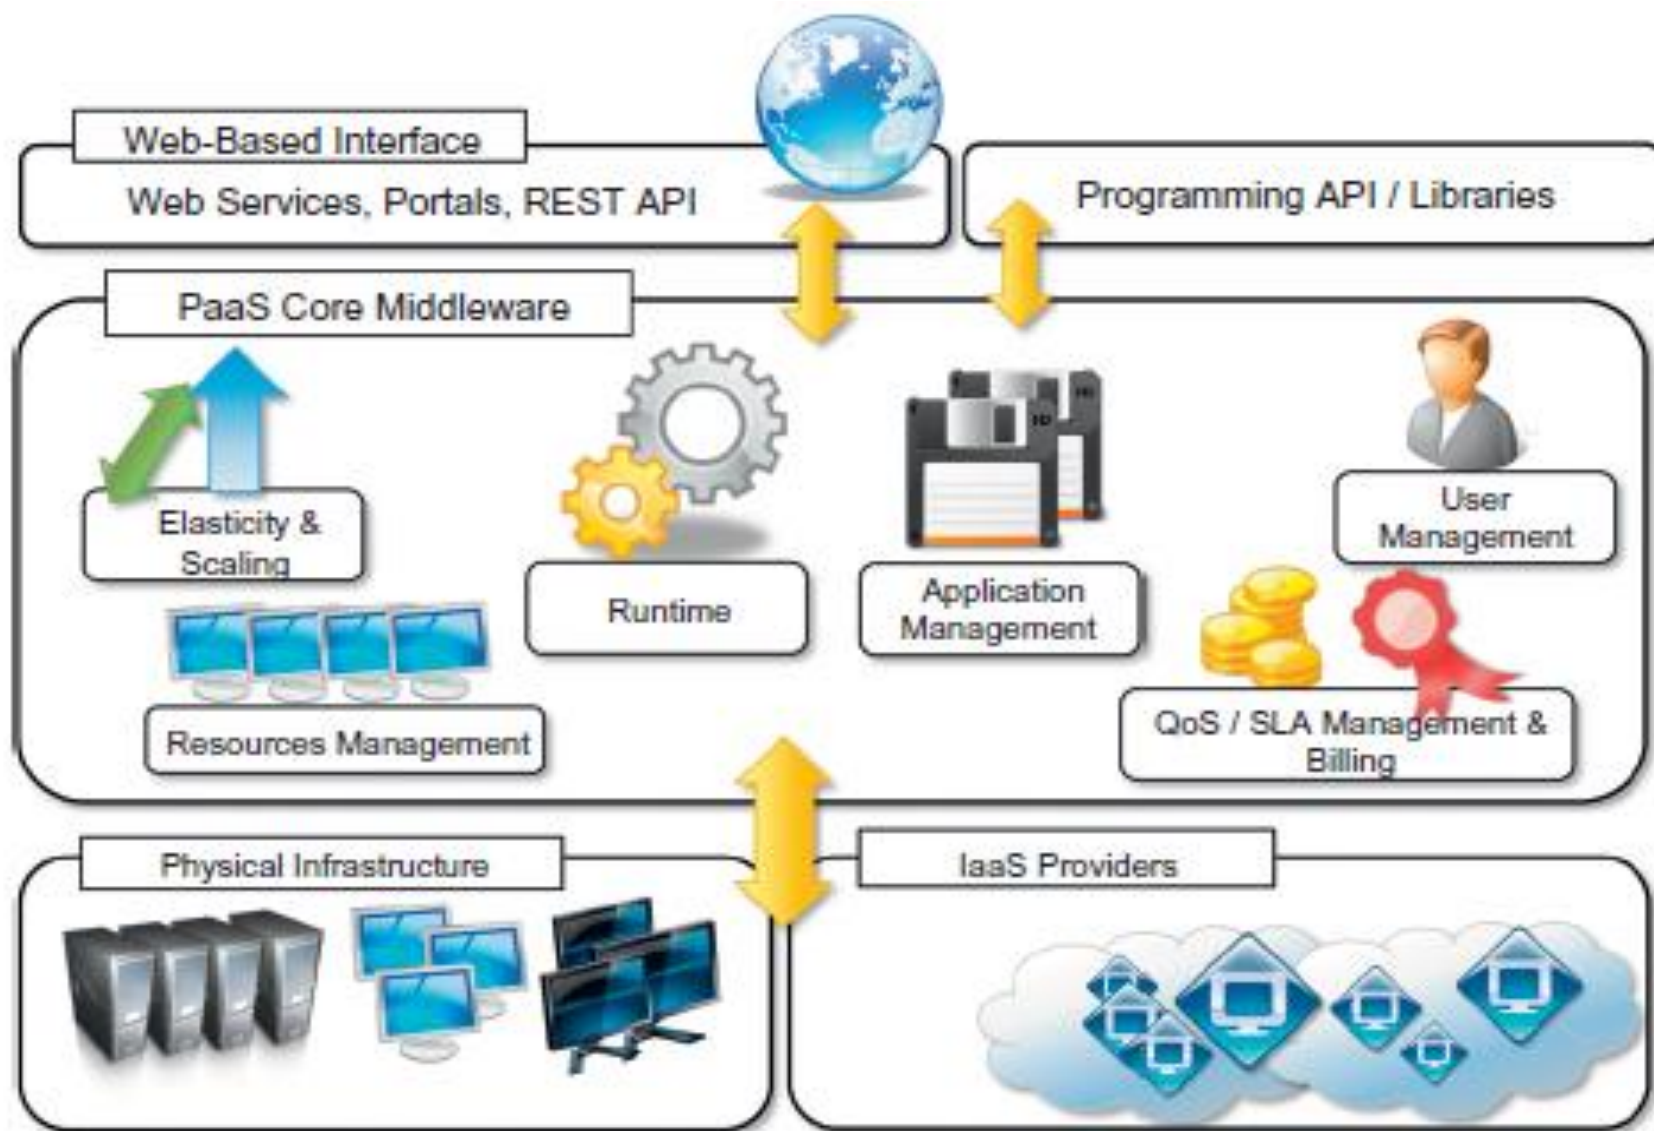 Web-Based Interface
Web Services, Portals, REST API
Programming API / Libraries
PaaS Core Middleware
Elasticity &
Scaling
Runtime
Application
Management
User
Management
Resources Management
QoS / SLA Management &
Billing
Physical Infrastructure
IaaS Providers